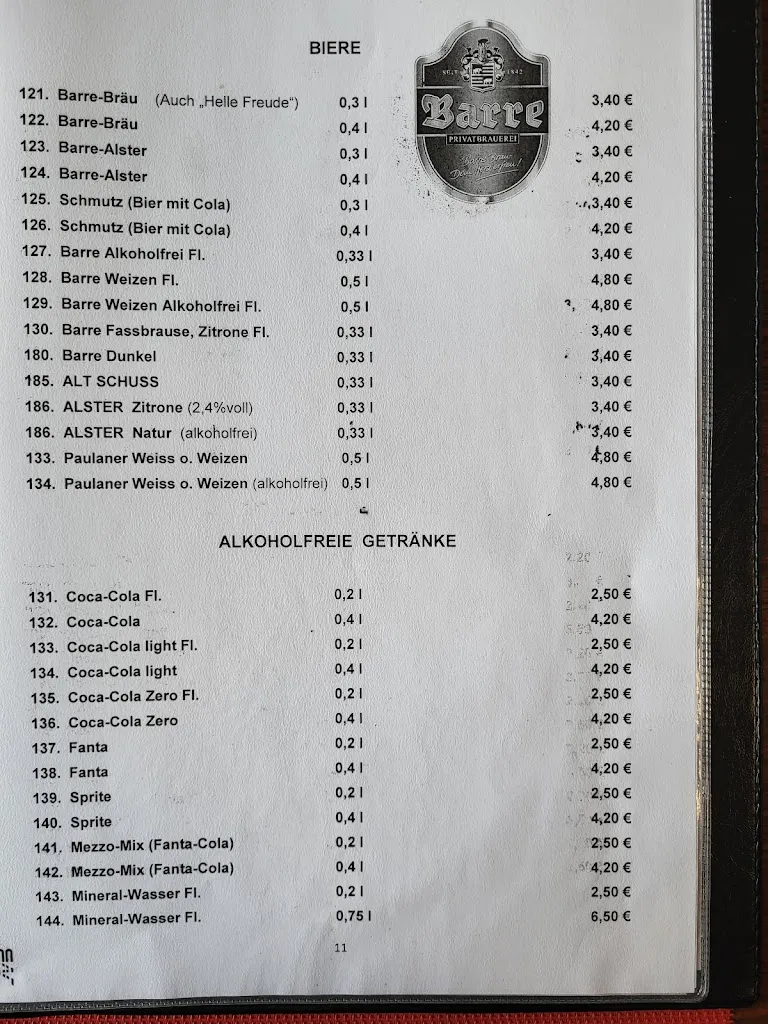 BIERE
SEIT 1842
Barre
PRIVATBRAUEREI
121. Barre-Bräu (Auch „Helle Freude“) 0,3 l 3,40 €
122. Barre-Bräu 0,4 l 4,20 €
123. Barre-Alster 0,3 l 3,40 €
124. Barre-Alster 0,4 l 4,20 €
125. Schmutz (Bier mit Cola) 0,3 l 3,40 €
126. Schmutz (Bier mit Cola) 0,4 l 4,20 €
127. Barre Alkoholfrei Fl. 0,33 l 3,40 €
128. Barre Weizen Fl. 0,5 l 4,80 €
129. Barre Weizen Alkoholfrei Fl. 0,5 l 4,80 €
130. Barre Fassbrause, Zitrone Fl. 0,33 l 3,40 €
180. Barre Dunkel 0,33 l 3,40 €
185. ALT SCHUSS 0,33 l 3,40 €
186. ALSTER Zitrone (2,4%voll) 0,33 l 3,40 €
186. ALSTER Natur (alkoholfrei) 0,33 l 3,40 €
133. Paulaner Weiss o. Weizen 0,5 l 4,80 €
134. Paulaner Weiss o. Weizen (alkoholfrei) 0,5 l 4,80 €
ALKOHOLFREIE GETRÄNKE
131. Coca-Cola Fl. 0,2 l 2,50 €
132. Coca-Cola 0,4 l 4,20 €
133. Coca-Cola light Fl. 0,2 l 2,50 €
134. Coca-Cola light 0,4 l 4,20 €
135. Coca-Cola Zero Fl. 0,2 l 2,50 €
136. Coca-Cola Zero 0,4 l 4,20 €
137. Fanta 0,2 l 2,50 €
138. Fanta 0,4 l 4,20 €
139. Sprite 0,2 l 2,50 €
140. Sprite 0,4 l 4,20 €
141. Mezzo-Mix (Fanta-Cola) 0,2 l 2,50 €
142. Mezzo-Mix (Fanta-Cola) 0,4 l 4,20 €
143. Mineral-Wasser Fl. 0,2 l 2,50 €
144. Mineral-Wasser Fl. 0,75 l 6,50 €
11